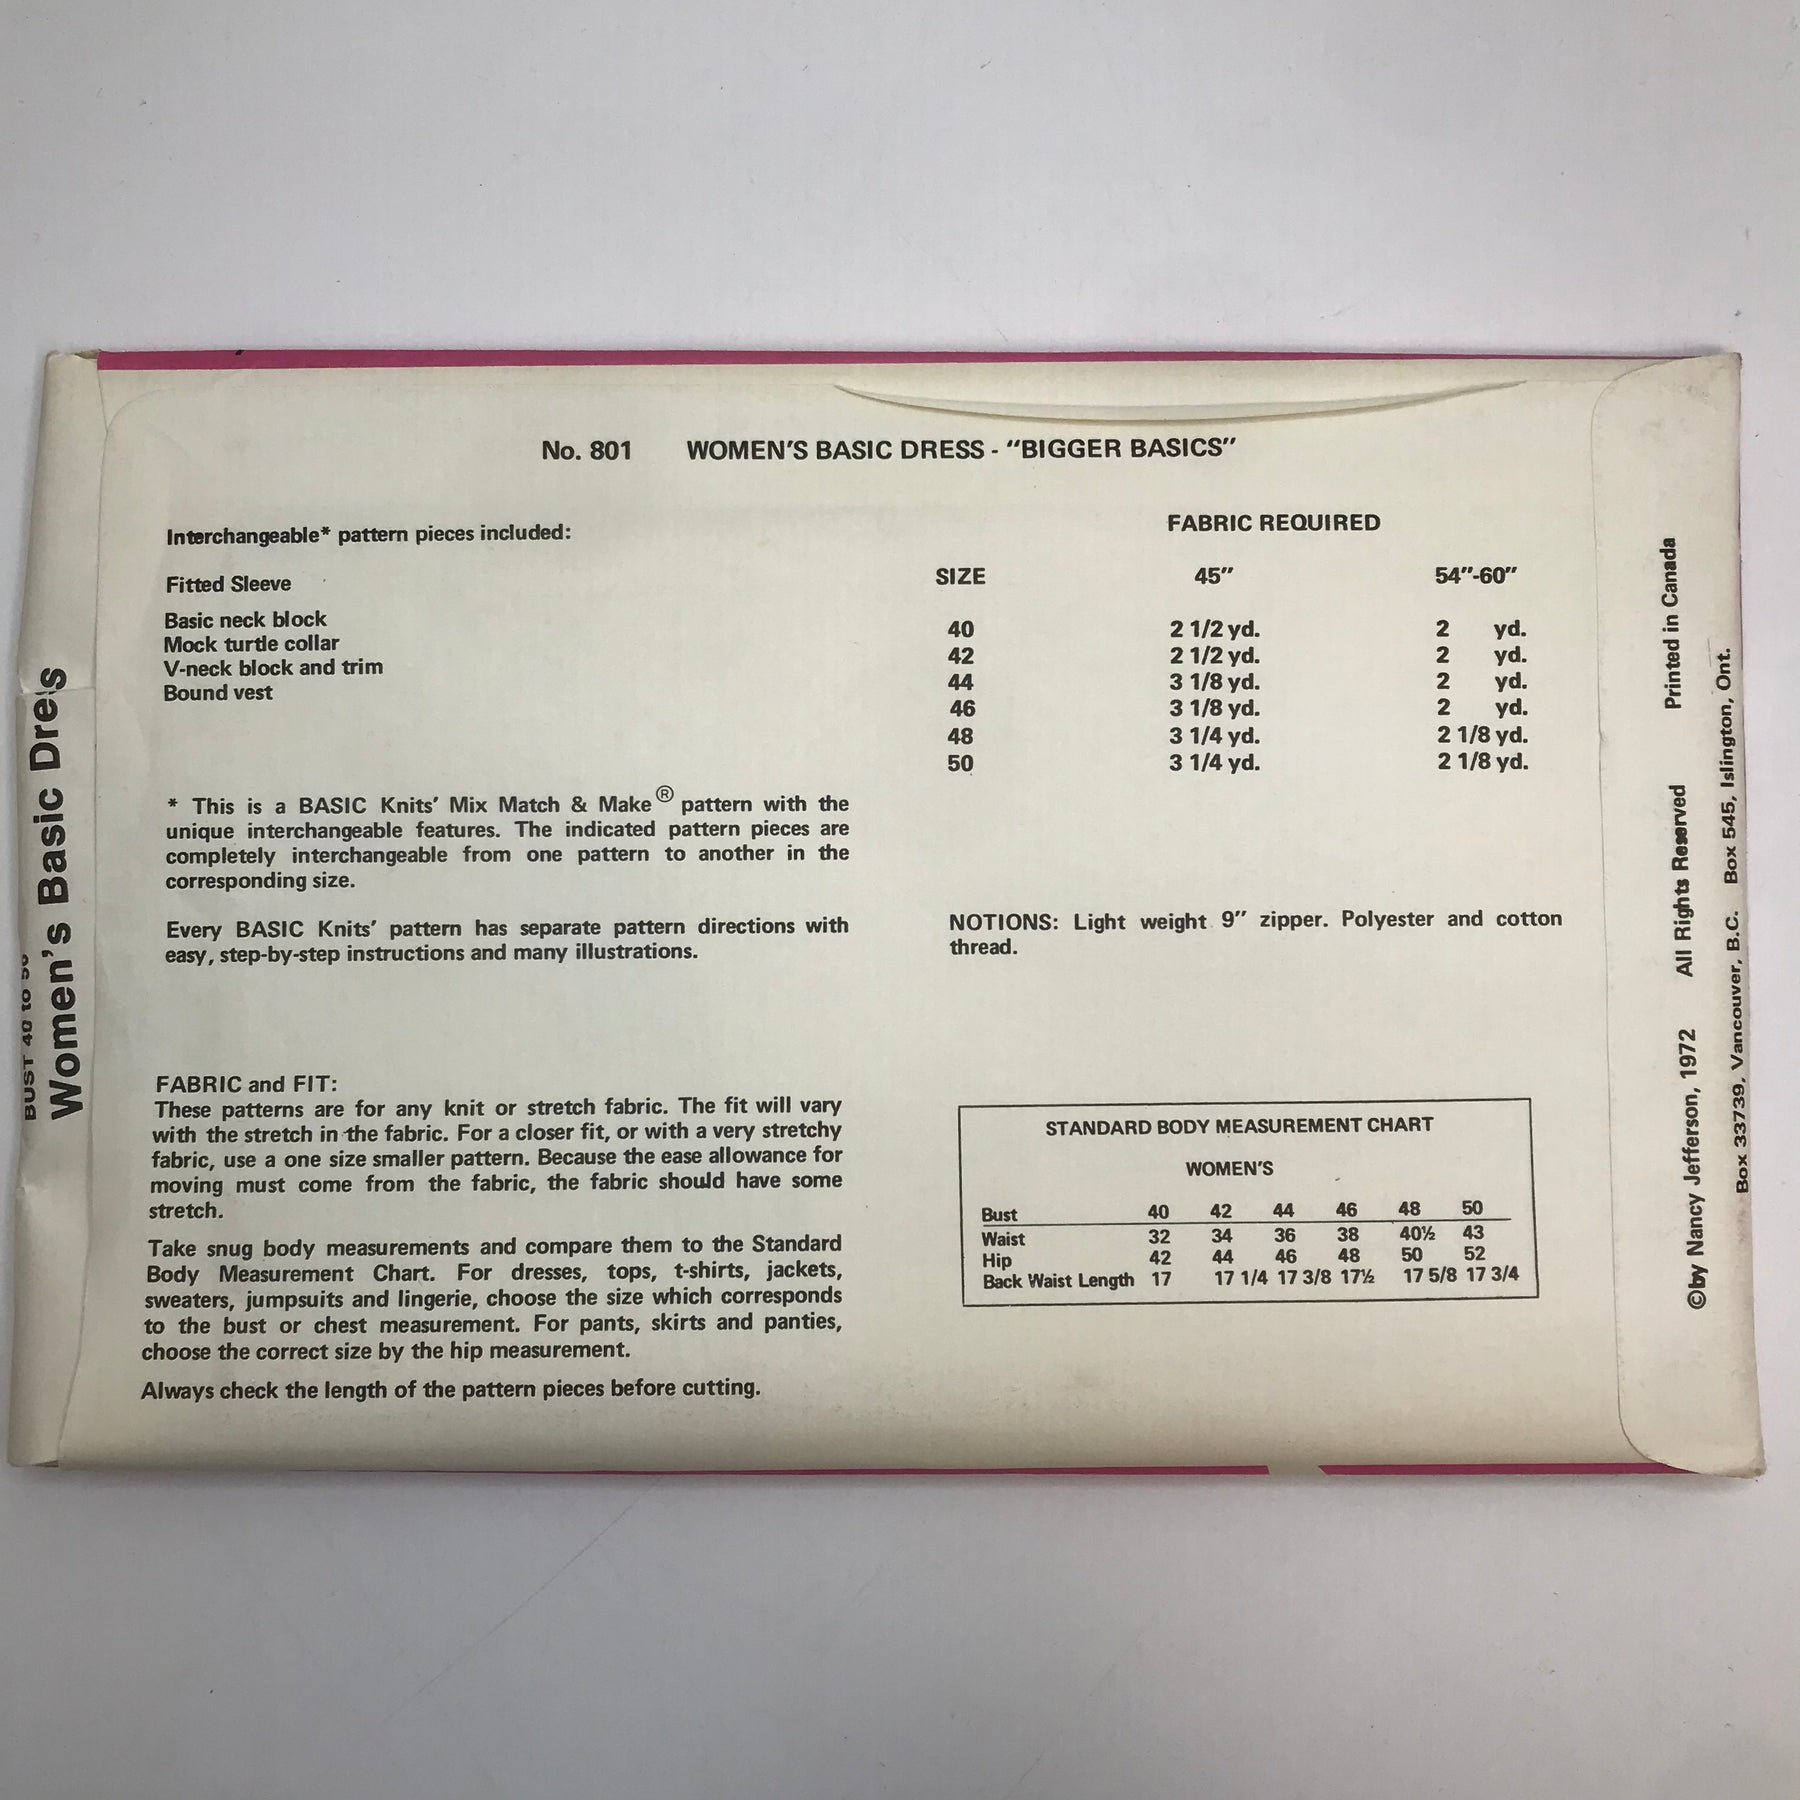 No. 801 WOMEN'S BASIC DRESS - "BIGGER BASICS"
Interchangeable* pattern pieces included:
Fitted Sleeve
Basic neck block
Mock turtle collar
V-neck block and trim
Bound vest
* This is a BASIC Knits' Mix Match & Make® pattern with the
unique interchangeable features. The indicated pattern pieces are
completely interchangeable from one pattern to another in the
corresponding size.
Every BASIC Knits' pattern has separate pattern directions with
easy, step-by-step instructions and many illustrations.
FABRIC and FIT:
These patterns are for any knit or stretch fabric. The fit will vary
with the stretch in the fabric. For a closer fit, or with a very stretchy
fabric, use a one size smaller pattern. Because the ease allowance for
moving must come from the fabric, the fabric should have some
stretch.
Take snug body measurements and compare them to the Standard
Body Measurement Chart. For dresses, tops, t-shirts, jackets,
sweaters, jumpsuits and lingerie, choose the size which corresponds
to the bust or chest measurement. For pants, skirts and panties,
choose the correct size by the hip measurement.
Always check the length of the pattern pieces before cutting.
FABRIC REQUIRED
SIZE 45" 54"-60"
40 2 1/2 yd. 2 yd.
42 2 1/2 yd. 2 yd.
44 3 1/8 yd. 2 yd.
46 3 1/8 yd. 2 yd.
48 3 1/4 yd. 2 1/8 yd.
50 3 1/4 yd. 2 1/8 yd.
NOTIONS: Light weight 9" zipper. Polyester and cotton
thread.
STANDARD BODY MEASUREMENT CHART
WOMEN'S
Bust 40 42 44 46 48 50
Waist 32 34 36 38 40½ 43
Hip 42 44 46 48 50 52
Back Waist Length 17 17 1/4 17 3/8 17½ 17 5/8 17 3/4
BUST 40 to 50
Women's Basic Dress
©by Nancy Jefferson, 1972 All Rights Reserved Printed in Canada
Box 33739, Vancouver, B.C. Box 545, Islington, Ont.